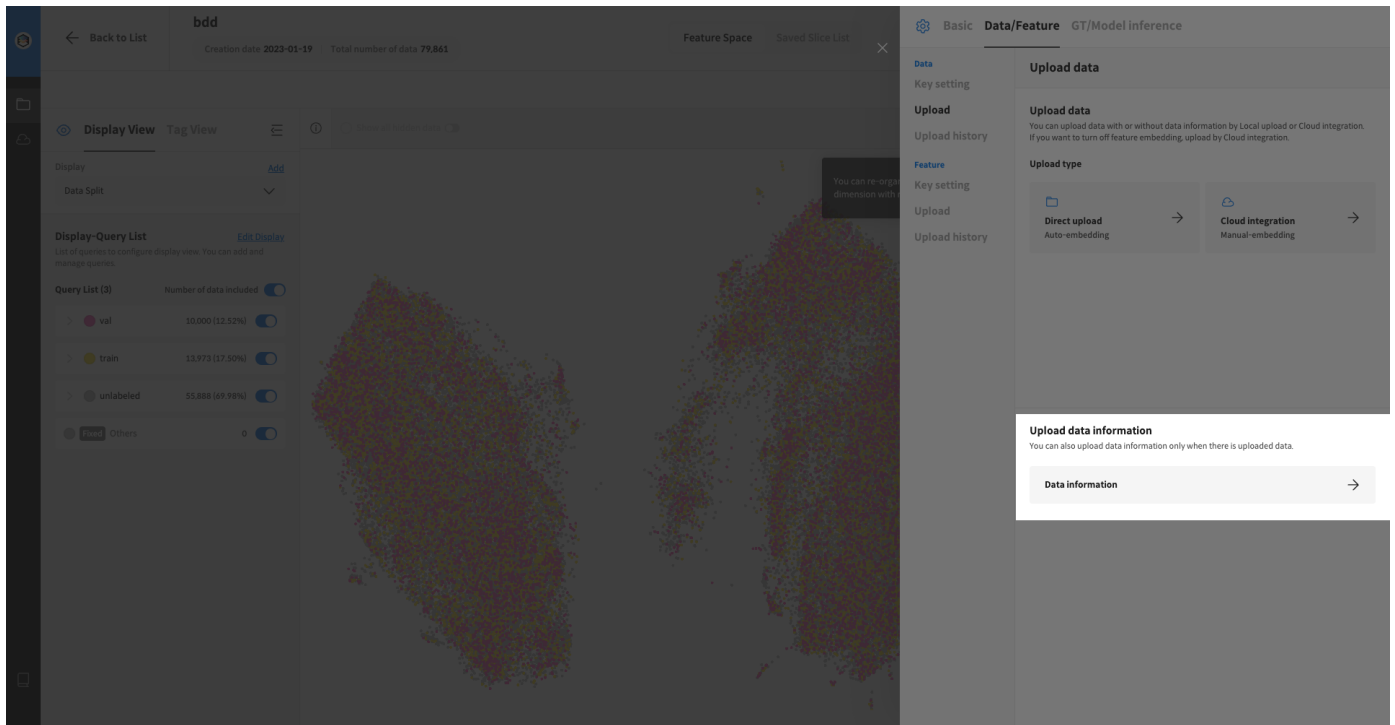 bdd
Back to List
Creation date 2023-01-19 Total number of data 79,861
Feature Space Saved Slice List
Display View Tag View
Display Add
Data Split
Display-Query List Edit Display
List of queries to configure display view. You can add and
manage queries.
Query List (3) Number of data included
val 10,000 (12.52%)
train 13,973 (17.50%)
unlabeled 55,888 (69.98%)
Fixed Others 0
You can re-orga
dimension with
Basic Data/Feature GT/Model inference
Data
Key setting
Upload
Upload history
Feature
Key setting
Upload
Upload history
Upload data
Upload data
You can upload data with or without data information by Local upload or Cloud Integration.
If you want to turn off feature embedding, upload by Cloud integration.
Upload type
Direct upload
Auto-embedding
Cloud integration
Manual-embedding
Upload data information
You can also upload data information only when there is uploaded data.
Data information